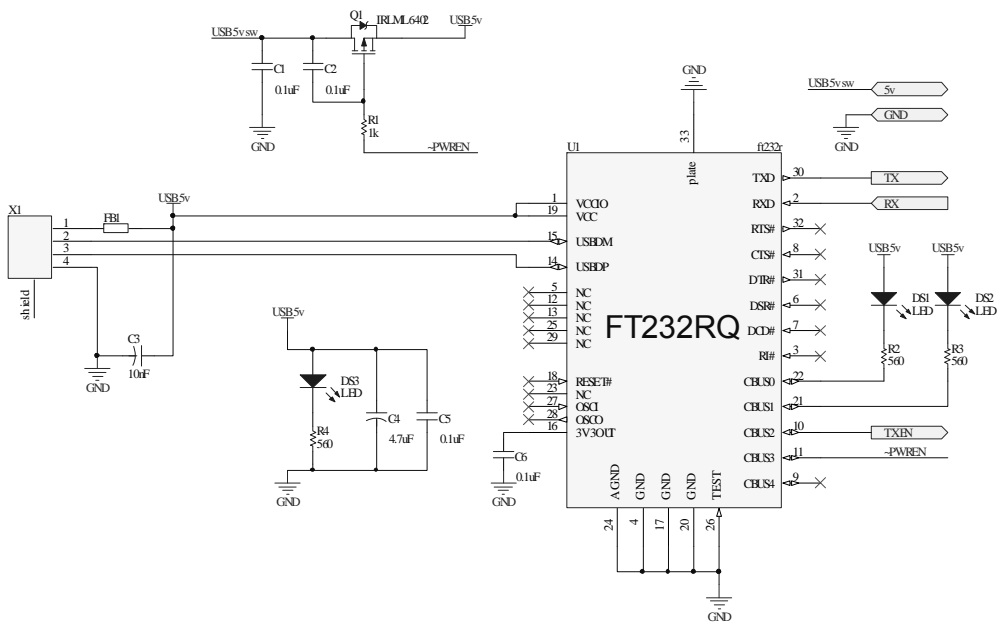 Q1 IRLML6402
USB5vsw
USB5v
C1
0.1uF
C2
0.1uF
R1
1k
GND
~PWREN
GND
USB5vsw
5v
GND
GND
U1
ft232r
33
plate
X1
shield
1
2
3
4
FB1
USB5v
C3
10nF
GND
1 VCCIO
19 VCC
15 USBDM
14 USBDP
5 NC
12 NC
13 NC
25 NC
29 NC
18 RESET#
23 NC
27 OSCI
28 OSCO
16 3V3OUT
FT232RQ
TXD 30 TX
RXD 2 RX
RTS# 32
CTS# 8
DTR# 31
DSR# 6
DCD# 7
RI# 3
CBUS0 22
CBUS1 21
CBUS2 10 TXEN
CBUS3 11 ~PWREN
CBUS4 9
USB5v
DS1
LED
R2
560
USB5v
DS2
LED
R3
560
USB5v
DS3
LED
R4
560
C4
4.7uF
C5
0.1uF
GND
C6
0.1uF
GND
AGND
GND
GND
GND
TEST
24
4
17
20
26
GND